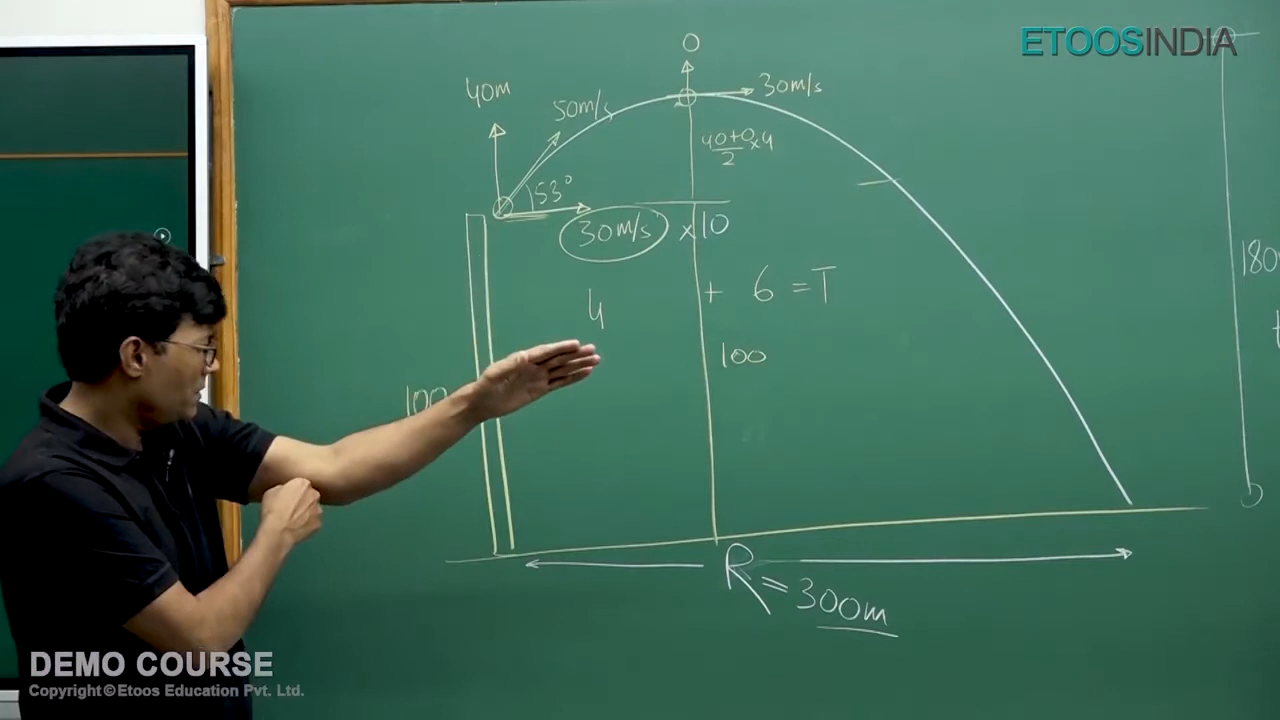 ETOOSINDIA
0
40m
50m/s
30m/s
40+0/2 x4
53°
30m/s x10
4 + 6 = T
100
100
180
R = 300m
DEMO COURSE
Copyright © Etoos Education Pvt. Ltd.